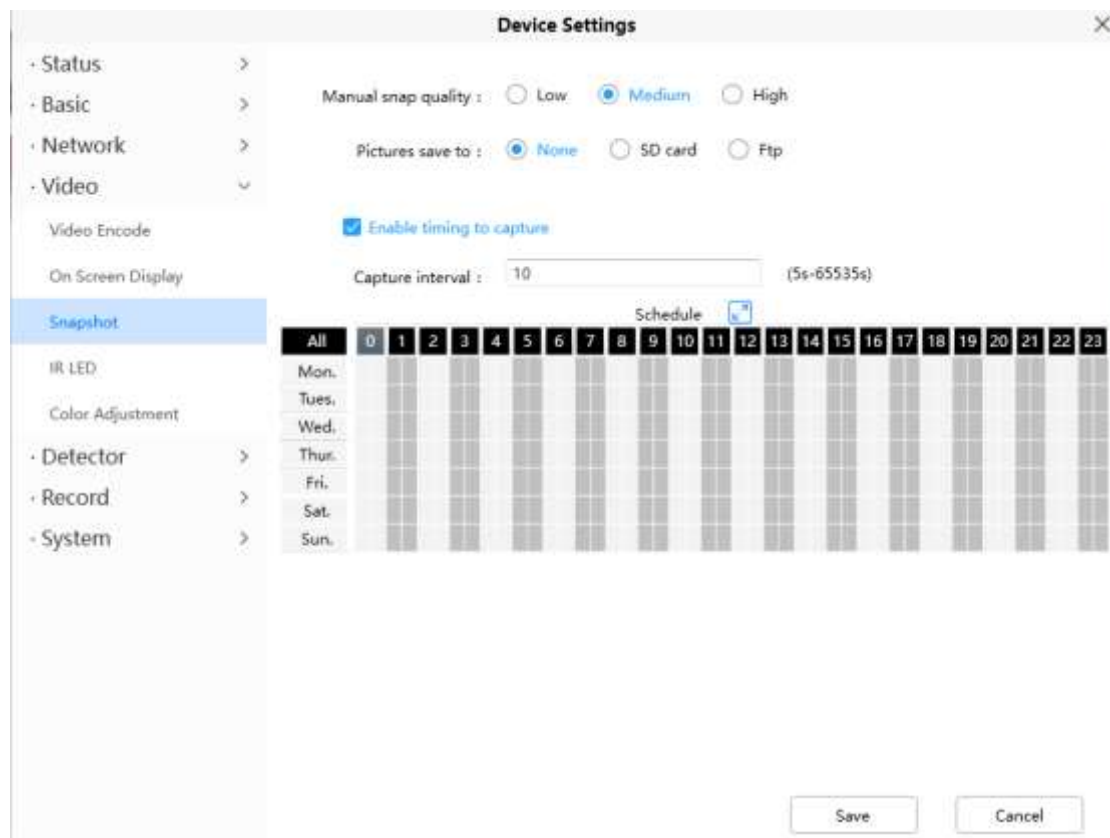 Device Settings
· Status
· Basic
· Network
· Video
Video Encode
On Screen Display
Snapshot
IR LED
Color Adjustment
· Detector
· Record
· System
Manual snap quality : Low Medium High
Pictures save to : None SD card Ftp
Enable timing to capture
Capture interval : 10 (5s-65535s)
Schedule
All 0 1 2 3 4 5 6 7 8 9 10 11 12 13 14 15 16 17 18 19 20 21 22 23
Mon.
Tues.
Wed.
Thur.
Fri.
Sat.
Sun.
Save Cancel